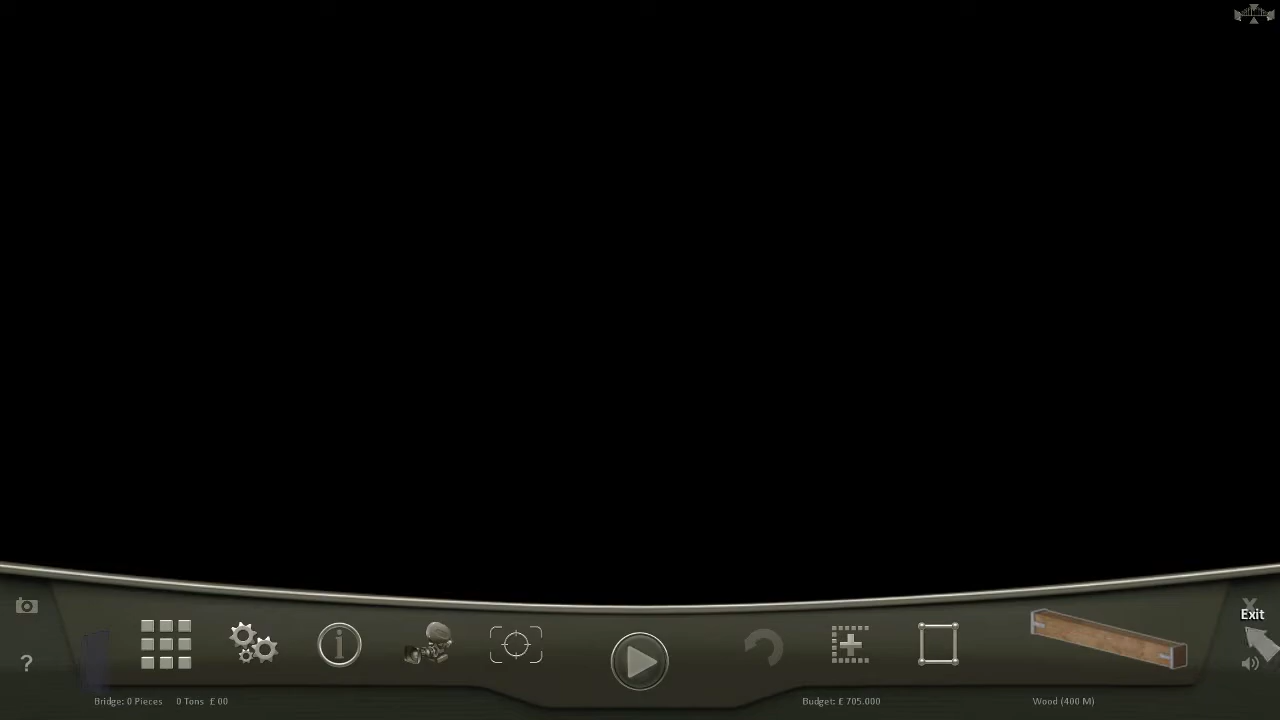 Exit
?
Bridge: 0 Pieces 0 Tons £ 00
Budget: £ 705.000
Wood (400 M)